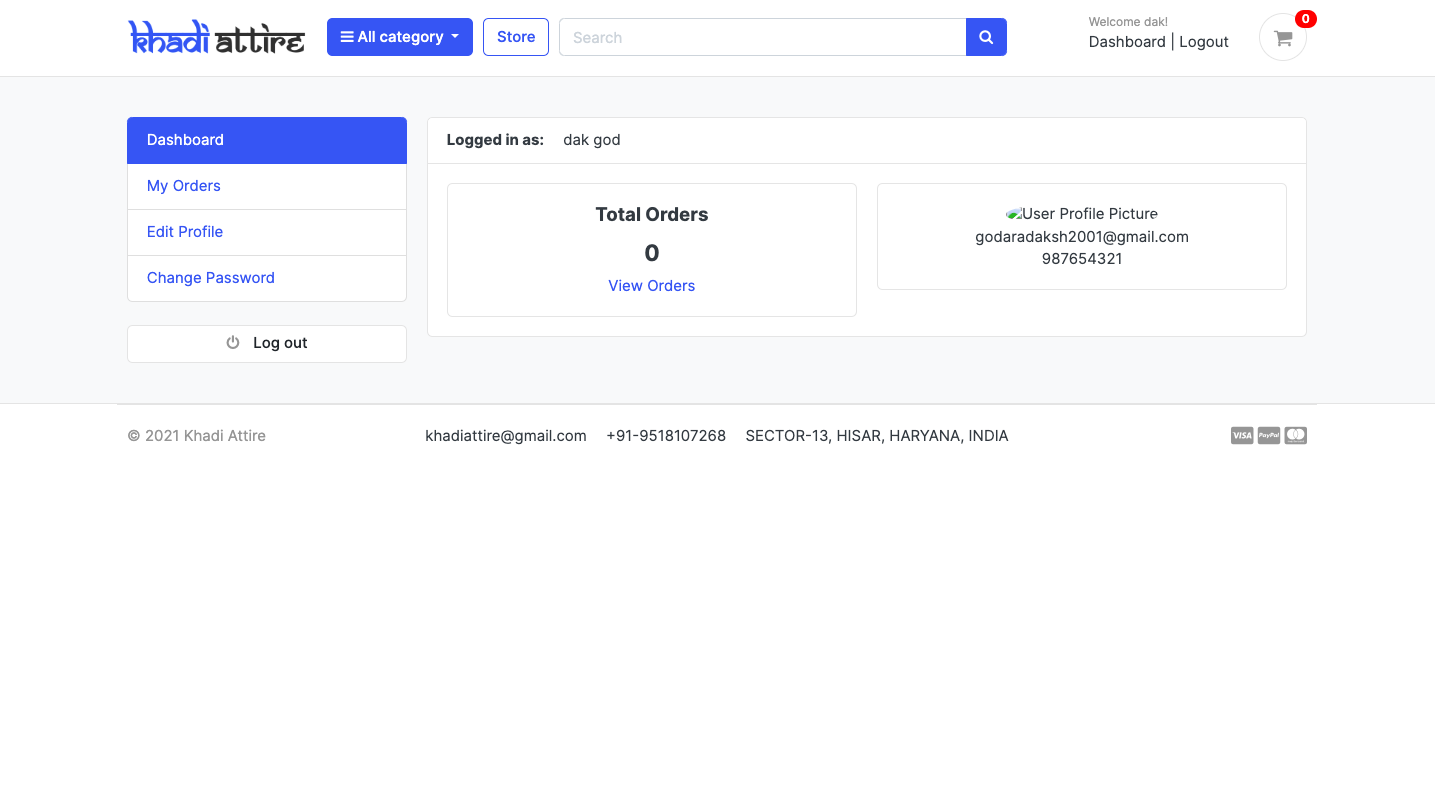 Khadi attire
All category
Store
Search
Welcome dak!
Dashboard | Logout
0
Dashboard
My Orders
Edit Profile
Change Password
Log out
Logged in as: dak god
Total Orders
0
View Orders
User Profile Picture
godaradaksh2001@gmail.com
987654321
© 2021 Khadi Attire
khadiattire@gmail.com +91-9518107268 SECTOR-13, HISAR, HARYANA, INDIA
VISA PayPal